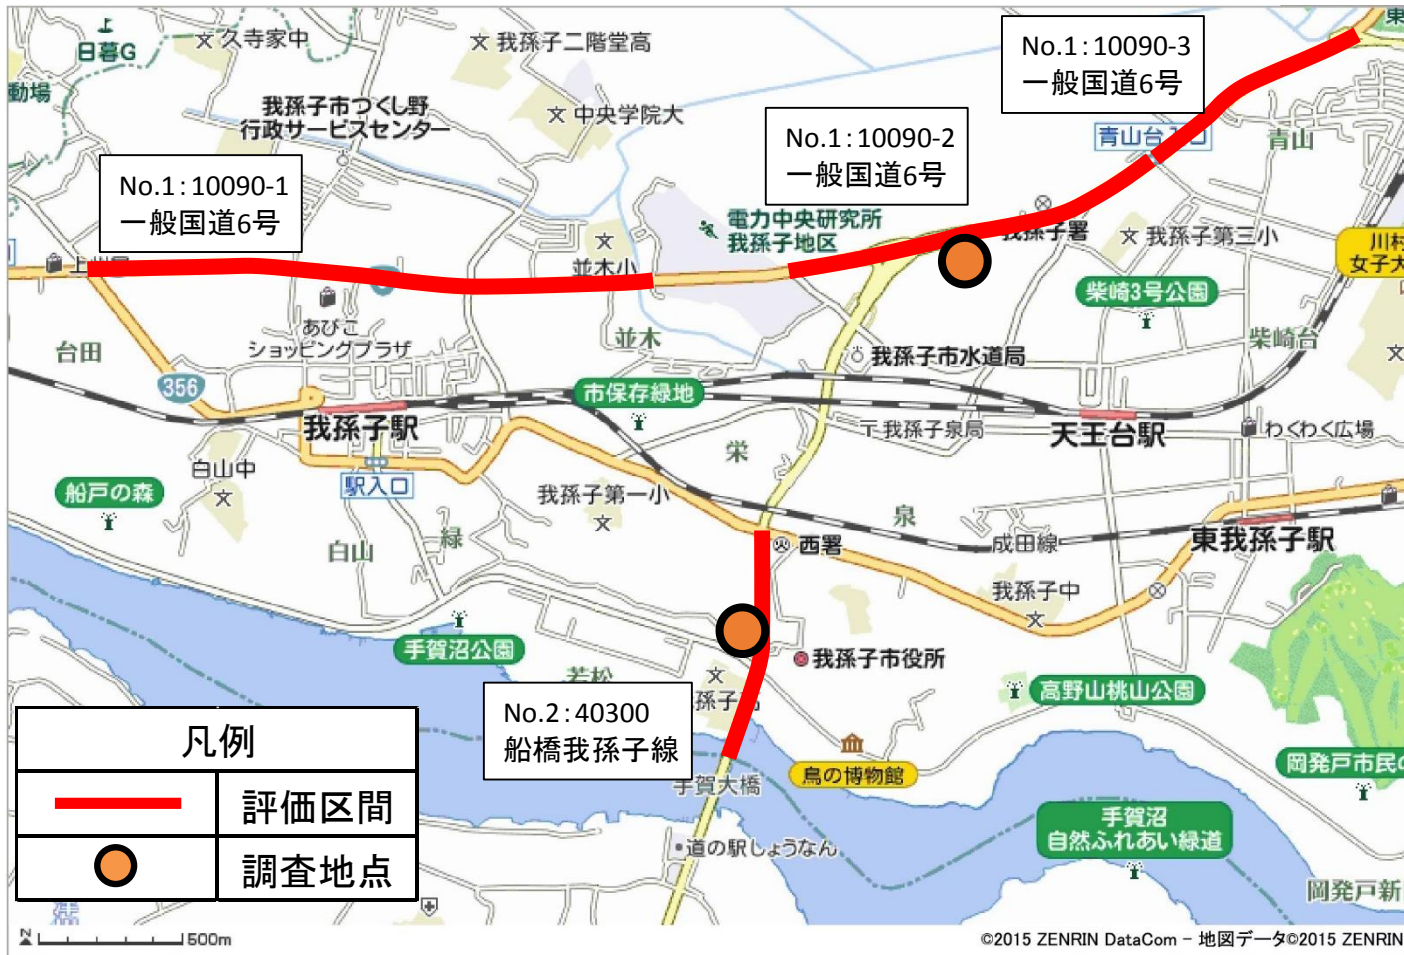 日暮G
久寺家中
我孫子二階堂高
動場
我孫子市つくし野
行政サービスセンター
中央学院大
No.1:10090-3
一般国道6号
No.1:10090-2
一般国道6号
青山台入口
青山
No.1:10090-1
一般国道6号
電力中央研究所
我孫子地区
我孫子署
我孫子第三小
川村
女子大
並木小
柴崎3号公園
あびこ
ショッピングプラザ
台田
並木
我孫子市水道局
柴崎台
356
市保存緑地
我孫子駅
栄
〒我孫子泉局
天王台駅
わくわく広場
白山中
駅入口
船戸の森
我孫子第一小
泉
白山
緑
西署
成田線
東我孫子駅
我孫子中
手賀沼公園
我孫子市役所
若松
高野山桃山公園
No.2:40300
船橋我孫子線
手賀大橋
鳥の博物館
岡発戸市民の
凡例
評価区間
調査地点
手賀沼
自然ふれあい緑道
道の駅しょうなん
岡発戸新
N
500m
©2015 ZENRIN DataCom - 地図データ©2015 ZENRIN